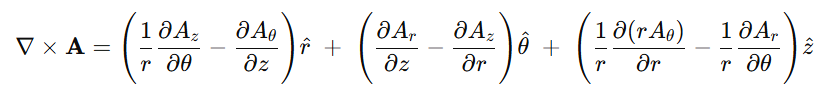 ∇ × A = (1/r ∂A_z/∂θ − ∂A_θ/∂z) r̂ + (∂A_r/∂z − ∂A_z/∂r) θ̂ + (1/r ∂(rA_θ)/∂r − 1/r ∂A_r/∂θ) ẑ